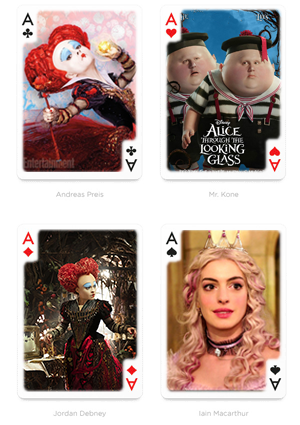 A
A
Entertainment
A
A
Andreas Preis
Disney
ALICE
THROUGH THE
LOOKING
GLASS
Mr. Kone
A
A
A
A
Jordan Debney
Iain Macarthur